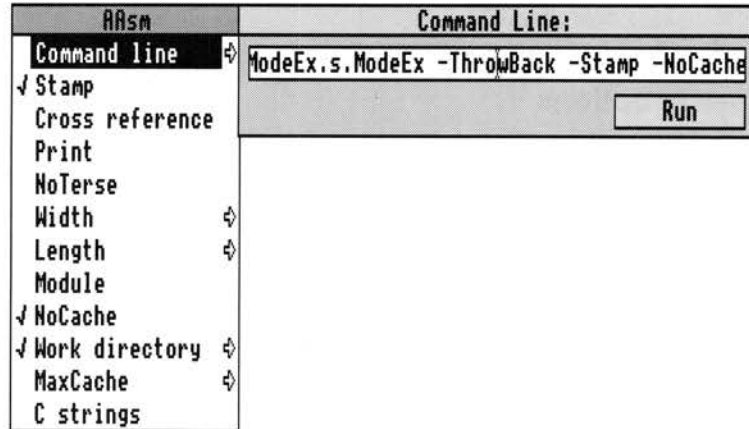 AAsm
Command line
√ Stamp
Cross reference
Print
NoTerse
Width
Length
Module
√ NoCache
√ Work directory
MaxCache
C strings
Command Line:
ModeEx.s.ModeEx -ThrowBack -Stamp -NoCache
Run